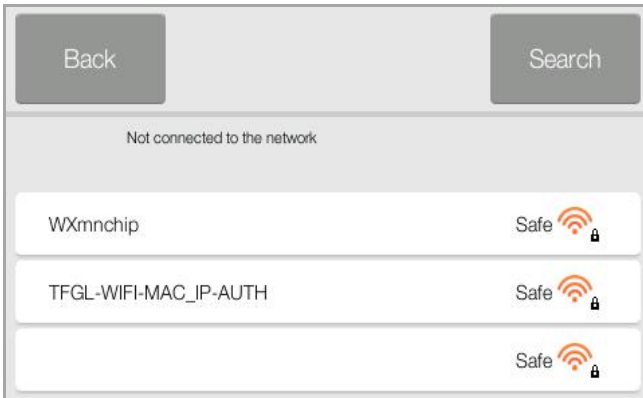 Back
Search
Not connected to the network
WXmnchip
Safe
TFGL-WIFI-MAC_IP-AUTH
Safe
Safe